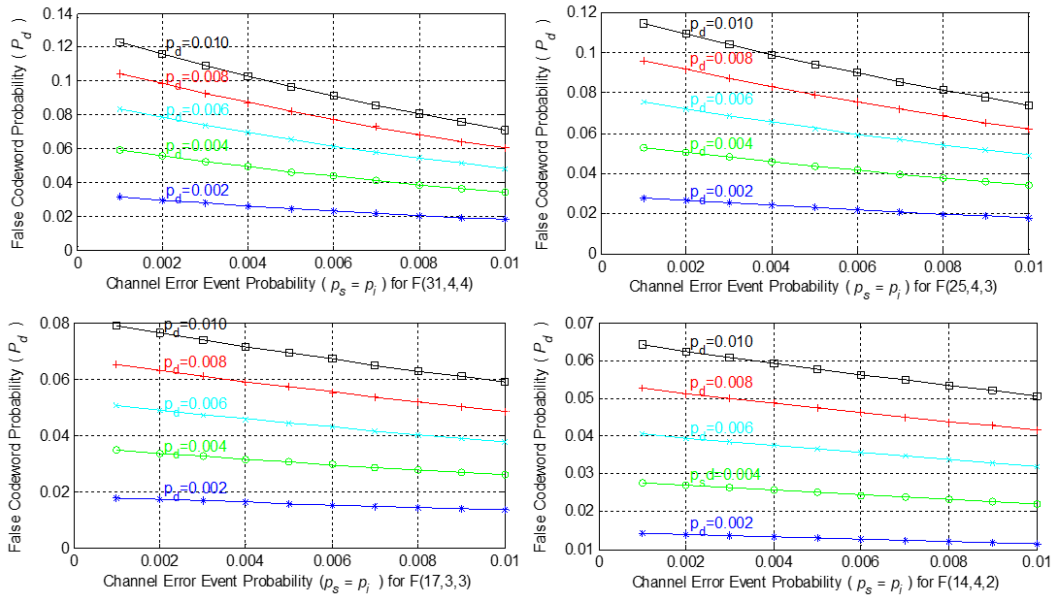 0.14
0.12
0.1
0.08
0.06
0.04
0.02
0
False Codeword Probability ( P_d )
p_d=0.010
p_d=0.008
p_d=0.006
p_d=0.004
p_d=0.002
0.002 0.004 0.006 0.008 0.01
Channel Error Event Probability ( p_s = p_i ) for F(31,4,4)
0.12
0.1
0.08
0.06
0.04
0.02
0
False Codeword Probability ( P_d )
p_d=0.010
p_d=0.008
p_d=0.006
p_d=0.004
p_d=0.002
0.002 0.004 0.006 0.008 0.01
Channel Error Event Probability ( p_s = p_i ) for F(25,4,3)
0.08
0.06
0.04
0.02
0
False Codeword Probability ( P_d )
p_d=0.010
p_d=0.008
p_d=0.006
p_d=0.004
p_d=0.002
0.002 0.004 0.006 0.008 0.01
Channel Error Event Probability (p_s = p_i ) for F(17,3,3)
0.07
0.06
0.05
0.04
0.03
0.02
0.01
False Codeword Probability ( P_d )
p_d=0.010
p_d=0.008
p_d=0.006
p_sd=0.004
p_d=0.002
0.002 0.004 0.006 0.008 0.01
Channel Error Event Probability ( p_s = p_i ) for F(14,4,2)